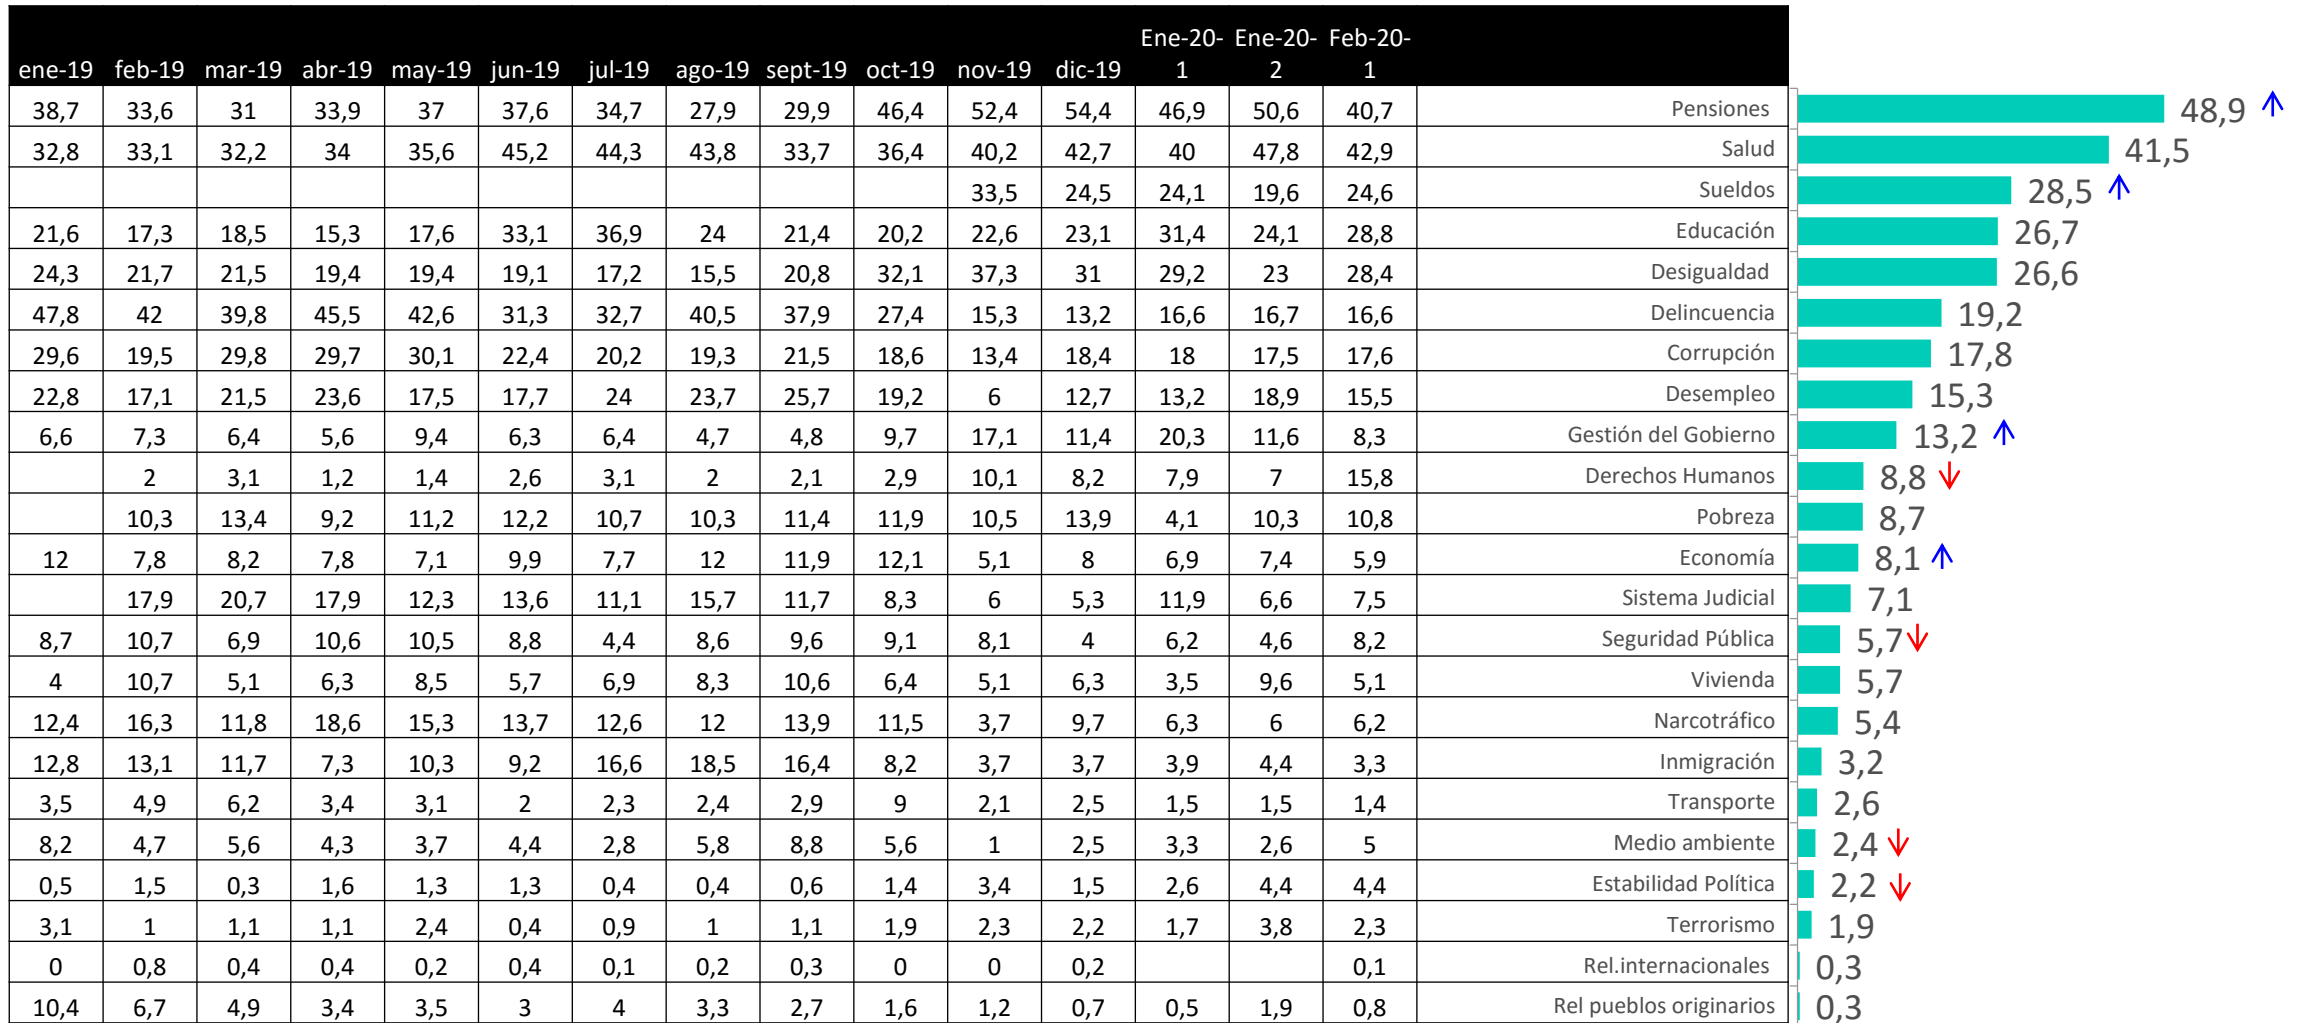 Ene-20- Ene-20- Feb-20-
ene-19 feb-19 mar-19 abr-19 may-19 jun-19 jul-19 ago-19 sept-19 oct-19 nov-19 dic-19 1 2 1
38,7 33,6 31 33,9 37 37,6 34,7 27,9 29,9 46,4 52,4 54,4 46,9 50,6 40,7 Pensiones 48,9 ↑
32,8 33,1 32,2 34 35,6 45,2 44,3 43,8 33,7 36,4 40,2 42,7 40 47,8 42,9 Salud 41,5
33,5 24,5 24,1 19,6 24,6 Sueldos 28,5 ↑
21,6 17,3 18,5 15,3 17,6 33,1 36,9 24 21,4 20,2 22,6 23,1 31,4 24,1 28,8 Educación 26,7
24,3 21,7 21,5 19,4 19,4 19,1 17,2 15,5 20,8 32,1 37,3 31 29,2 23 28,4 Desigualdad 26,6
47,8 42 39,8 45,5 42,6 31,3 32,7 40,5 37,9 27,4 15,3 13,2 16,6 16,7 16,6 Delincuencia 19,2
29,6 19,5 29,8 29,7 30,1 22,4 20,2 19,3 21,5 18,6 13,4 18,4 18 17,5 17,6 Corrupción 17,8
22,8 17,1 21,5 23,6 17,5 17,7 24 23,7 25,7 19,2 6 12,7 13,2 18,9 15,5 Desempleo 15,3
6,6 7,3 6,4 5,6 9,4 6,3 6,4 4,7 4,8 9,7 17,1 11,4 20,3 11,6 8,3 Gestión del Gobierno 13,2 ↑
2 3,1 1,2 1,4 2,6 3,1 2 2,1 2,9 10,1 8,2 7,9 7 15,8 Derechos Humanos 8,8 ↓
10,3 13,4 9,2 11,2 12,2 10,7 10,3 11,4 11,9 10,5 13,9 4,1 10,3 10,8 Pobreza 8,7
12 7,8 8,2 7,8 7,1 9,9 7,7 12 11,9 12,1 5,1 8 6,9 7,4 5,9 Economía 8,1 ↑
17,9 20,7 17,9 12,3 13,6 11,1 15,7 11,7 8,3 6 5,3 11,9 6,6 7,5 Sistema Judicial 7,1
8,7 10,7 6,9 10,6 10,5 8,8 4,4 8,6 9,6 9,1 8,1 4 6,2 4,6 8,2 Seguridad Pública 5,7 ↓
4 10,7 5,1 6,3 8,5 5,7 6,9 8,3 10,6 6,4 5,1 6,3 3,5 9,6 5,1 Vivienda 5,7
12,4 16,3 11,8 18,6 15,3 13,7 12,6 12 13,9 11,5 3,7 9,7 6,3 6 6,2 Narcotráfico 5,4
12,8 13,1 11,7 7,3 10,3 9,2 16,6 18,5 16,4 8,2 3,7 3,7 3,9 4,4 3,3 Inmigración 3,2
3,5 4,9 6,2 3,4 3,1 2 2,3 2,4 2,9 9 2,1 2,5 1,5 1,5 1,4 Transporte 2,6
8,2 4,7 5,6 4,3 3,7 4,4 2,8 5,8 8,8 5,6 1 2,5 3,3 2,6 5 Medio ambiente 2,4 ↓
0,5 1,5 0,3 1,6 1,3 1,3 0,4 0,4 0,6 1,4 3,4 1,5 2,6 4,4 4,4 Estabilidad Política 2,2 ↓
3,1 1 1,1 1,1 2,4 0,4 0,9 1 1,1 1,9 2,3 2,2 1,7 3,8 2,3 Terrorismo 1,9
0 0,8 0,4 0,4 0,2 0,4 0,1 0,2 0,3 0 0 0,2 0,1 Rel.internacionales 0,3
10,4 6,7 4,9 3,4 3,5 3 4 3,3 2,7 1,6 1,2 0,7 0,5 1,9 0,8 Rel pueblos originarios 0,3